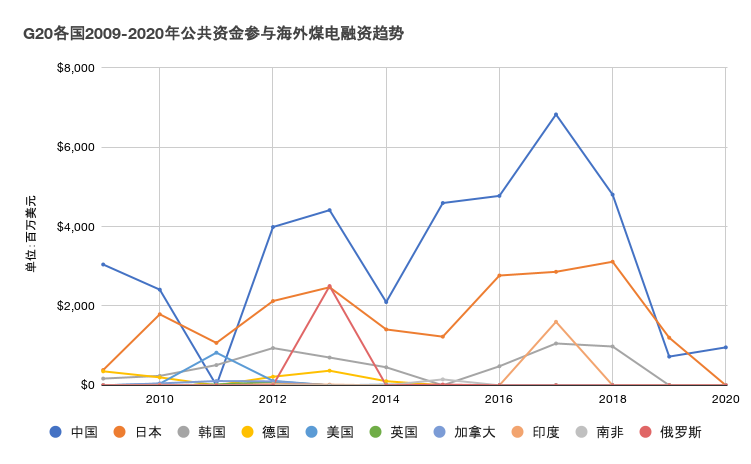 G20各国2009-2020年公共资金参与海外煤电融资趋势
$8,000
$6,000
$4,000
$2,000
$0
单位:百万美元
2010 2012 2014 2016 2018 2020
中国 日本 韩国 德国 美国 英国 加拿大 印度 南非 俄罗斯